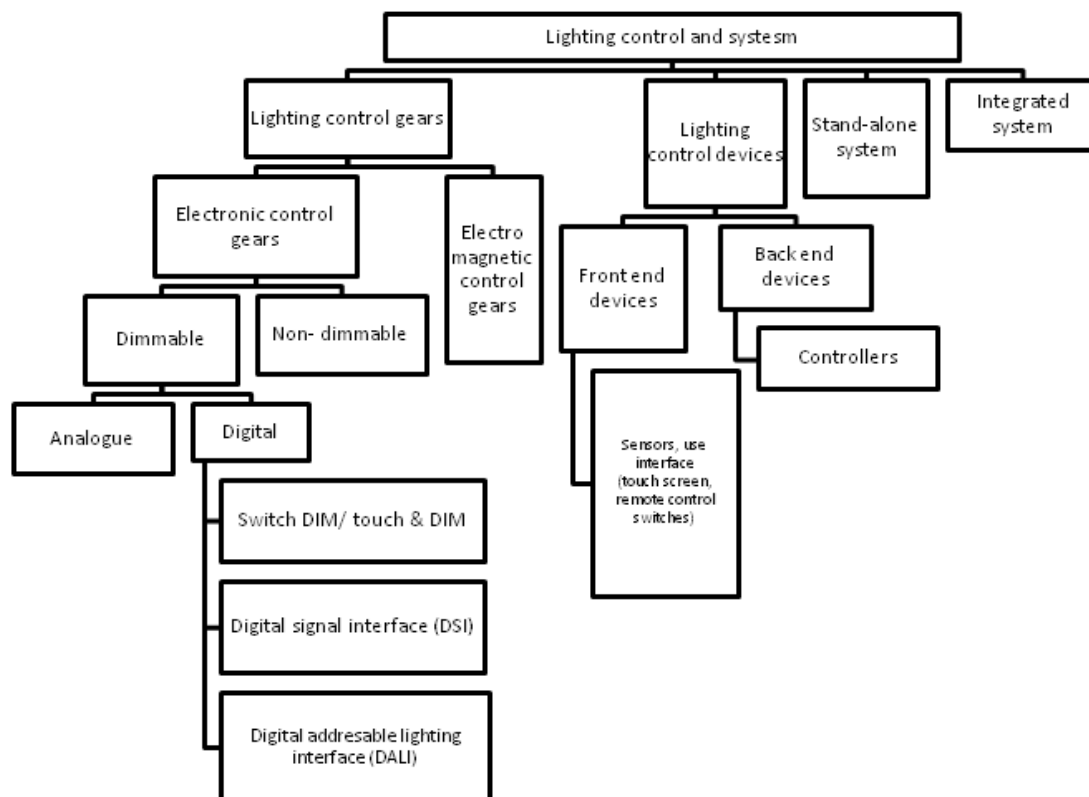 Lighting control and systesm
Lighting control gears
Lighting
control devices
Stand-alone
system
Integrated
system
Electronic control
gears
Electro
magnetic
control
gears
Front end
devices
Back end
devices
Dimmable
Non- dimmable
Controllers
Analogue
Digital
Sensors, use
interface
(touch screen,
remote control
switches)
Switch DIM/ touch & DIM
Digital signal interface (DSI)
Digital addresable lighting
interface (DALI)